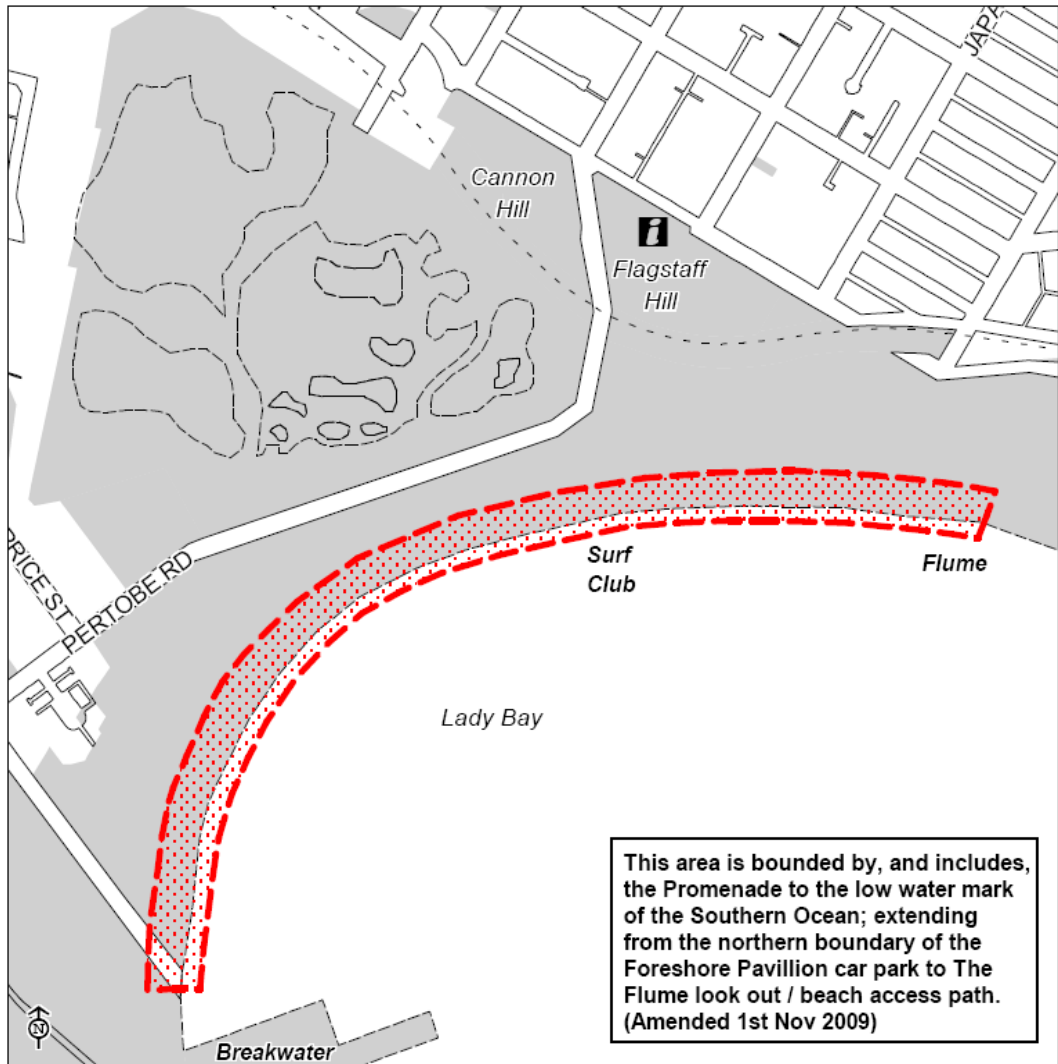 JAPA
Cannon
Hill
i
Flagstaff
Hill
PRICE ST
PERTOBE RD
Surf
Club
Flume
Lady Bay
This area is bounded by, and includes,
the Promenade to the low water mark
of the Southern Ocean; extending
from the northern boundary of the
Foreshore Pavillion car park to The
Flume look out / beach access path.
(Amended 1st Nov 2009)
N
Breakwater